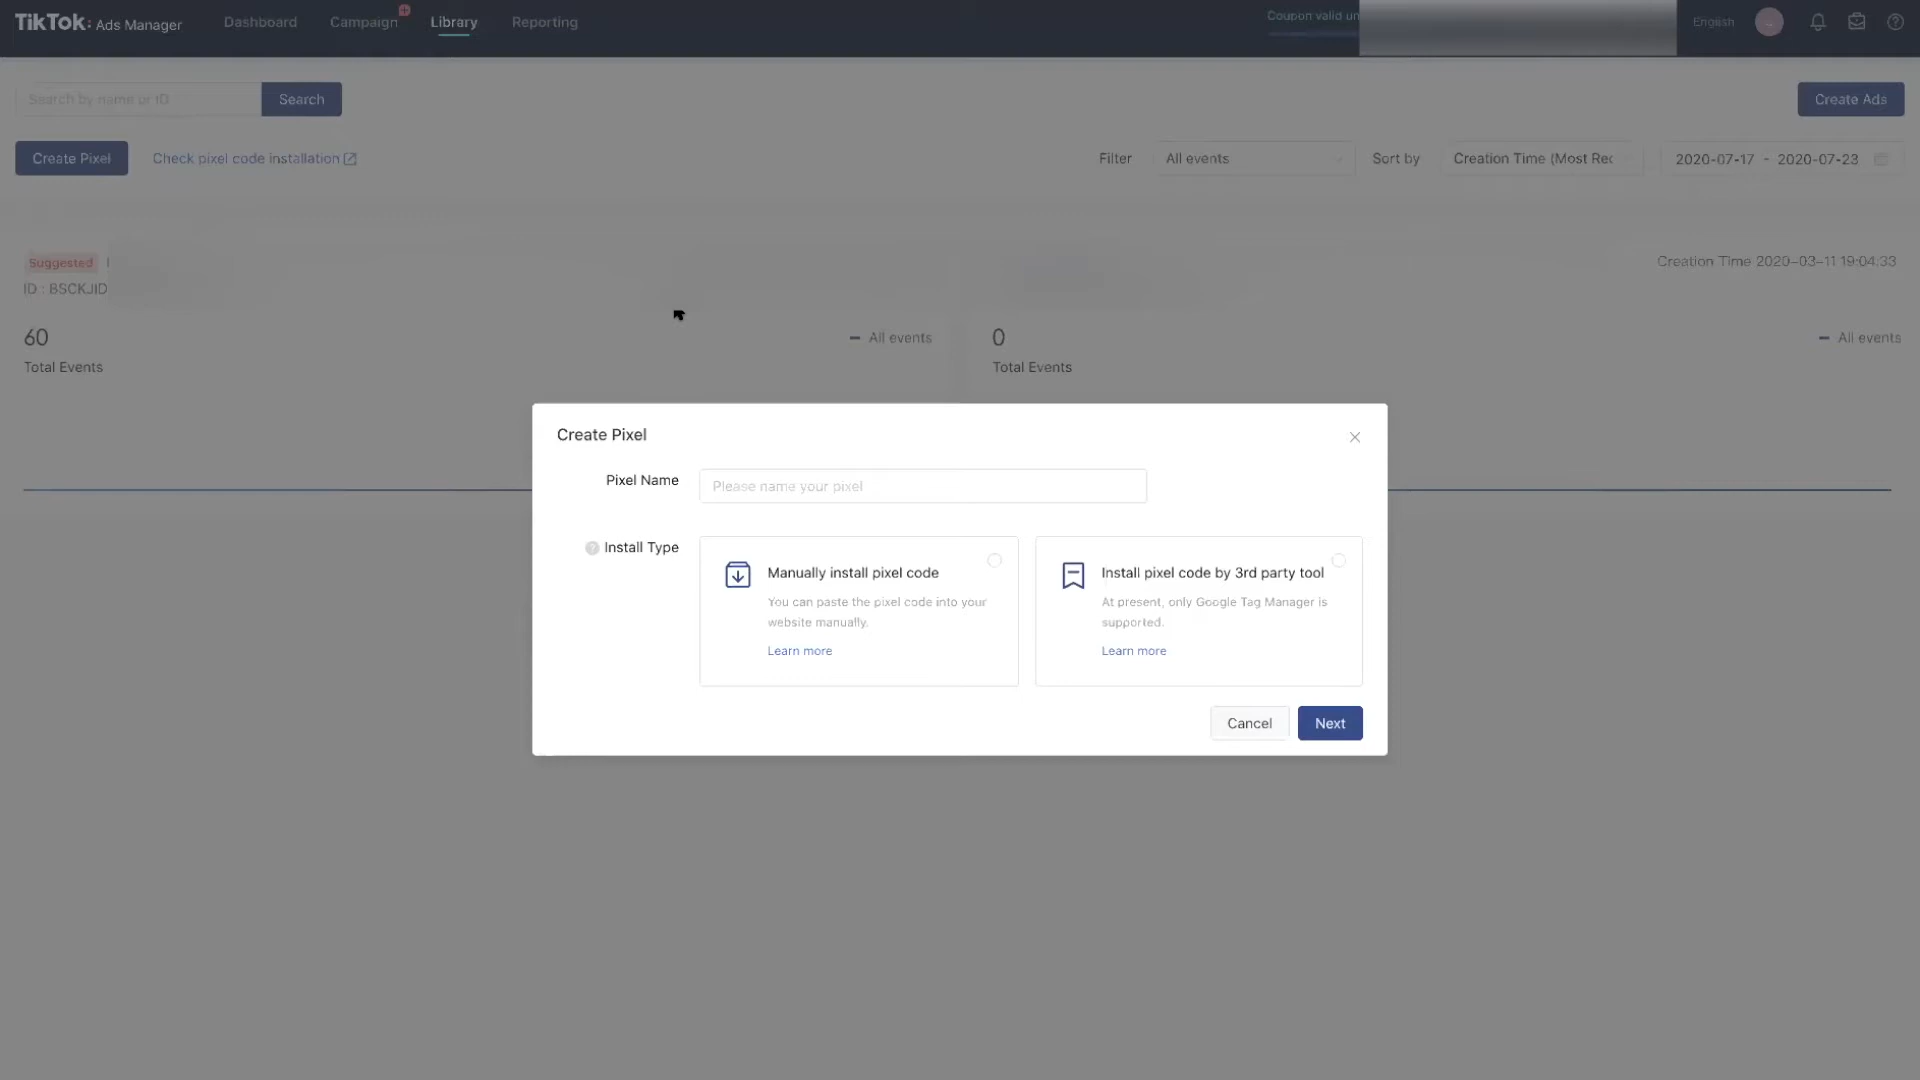 TikTok: Ads Manager
Dashboard
Campaign
Library
Reporting
Coupon valid
English
Search by name or ID
Search
Create Ads
Create Pixel
Check pixel code installation
Filter
All events
Sort by
Creation Time (Most Rec
2020-07-17 - 2020-07-23
Suggested
Creation Time 2020-03-11 19:04:33
ID : BSCKJID
60
All events
0
All events
Total Events
Total Events
Create Pixel
Pixel Name
Please name your pixel
? Install Type
Manually install pixel code
You can paste the pixel code into your
website manually.
Learn more
Install pixel code by 3rd party tool
At present, only Google Tag Manager is
supported.
Learn more
Cancel
Next